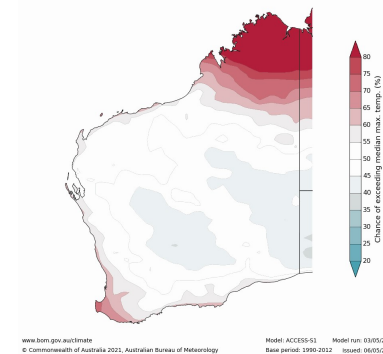 80
75
70
65
60
55
50
45
40
35
30
25
20
Chance of exceeding median max. temp. (%)
www.bom.gov.au/climate
Model: ACCESS-S1
Model run: 03/05/2
© Commonwealth of Australia 2021, Australian Bureau of Meteorology
Base period: 1990-2012
Issued: 06/05/2